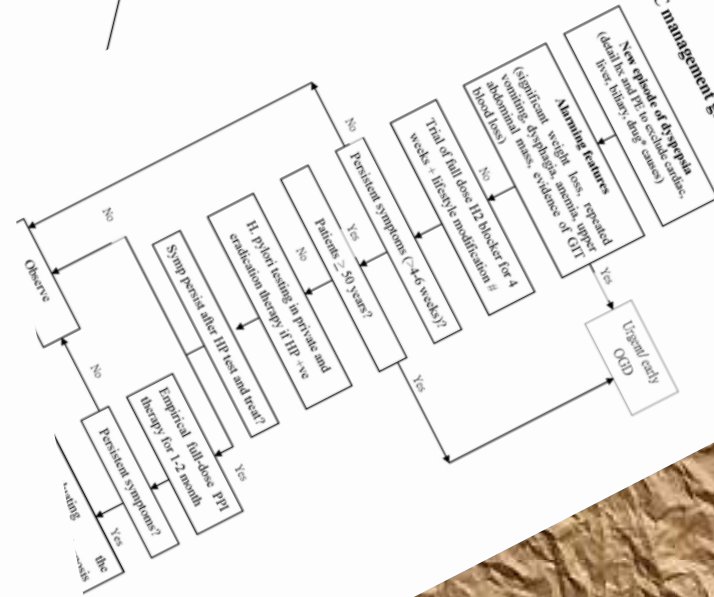 management
New episode of dyspepsia
(detail hx and PE to exclude cardiac,
liver, biliary, drug* causes)
Alarming features
(significant weight loss, repeated
vomiting, dysphagia, anemia, upper
abdominal mass, evidence of GIT
blood loss)
Yes
Urgent/ early
OGD
No
Trial of full dose H2 blocker for 4
weeks + lifestyle modification #
Persistent symptoms (>4-6 weeks)?
No
Yes
Patients ≥ 50 years?
Yes
No
H. pylori testing in private and
eradication therapy if HP +ve
Symp persist after HP test and treat?
No
Yes
Observe
Empirical full-dose PPI
therapy for 1-2 month
Persistent symptoms?
No
Yes
the